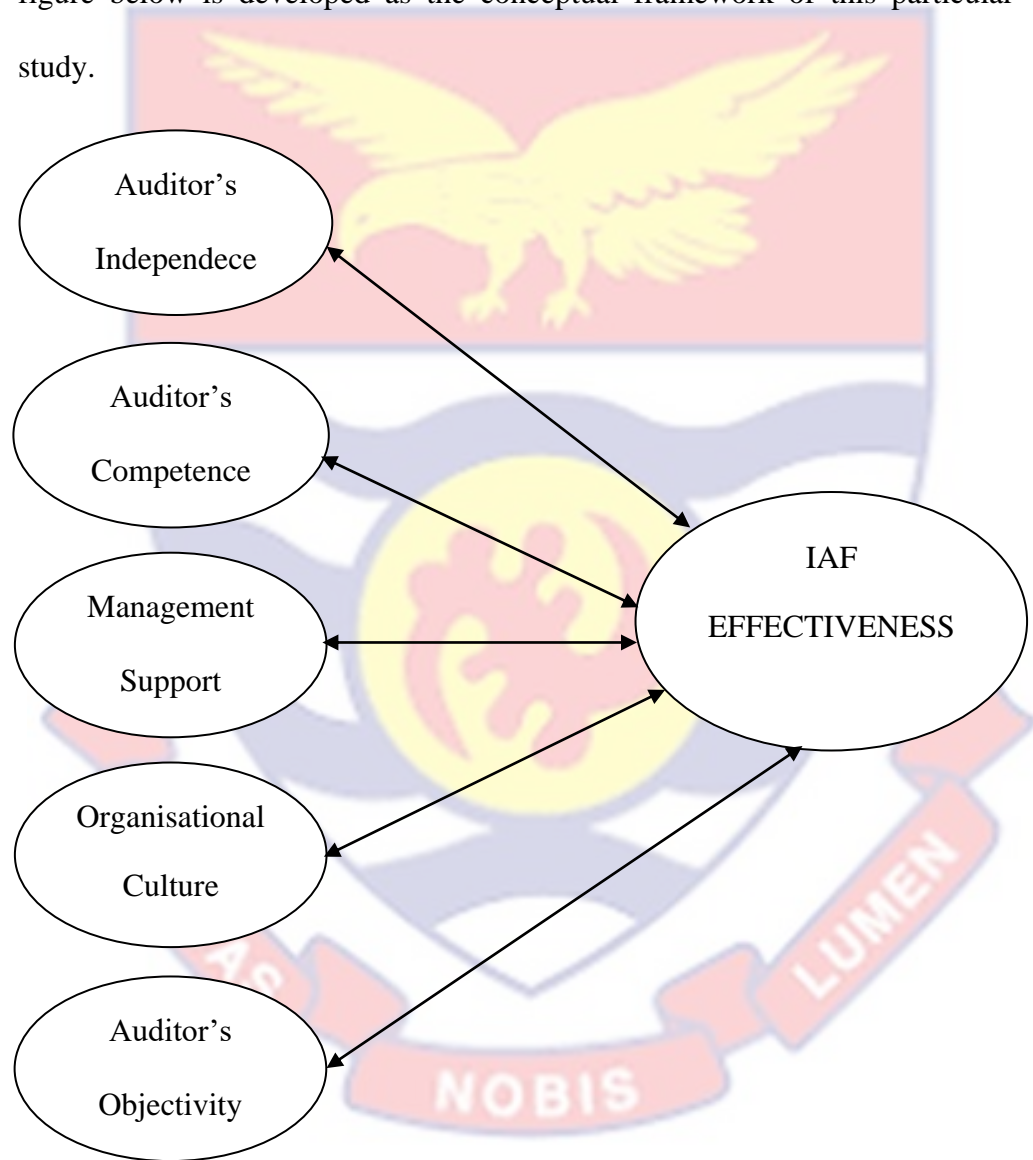 figure below is developed as the conceptual framework of this particular
study.
Auditor's
Independece
Auditor's
Competence
IAF
EFFECTIVENESS
Management
Support
Organisational
Culture
Auditor's
Objectivity
AS
NOBIS
LUMEN